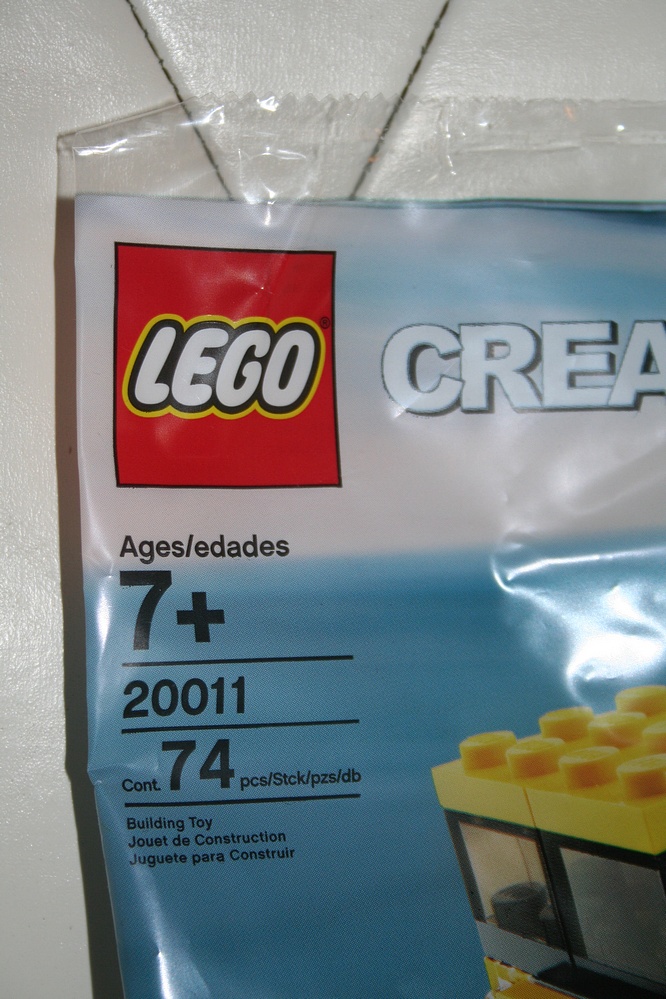 LEGO®
CREA
Ages/edades
7+
20011
Cont. 74 pcs/Stck/pzs/db
Building Toy
Jouet de Construction
Juguete para Construir